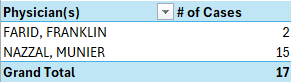 Physician(s) # of Cases
FARID, FRANKLIN 2
NAZZAL, MUNIER 15
Grand Total 17